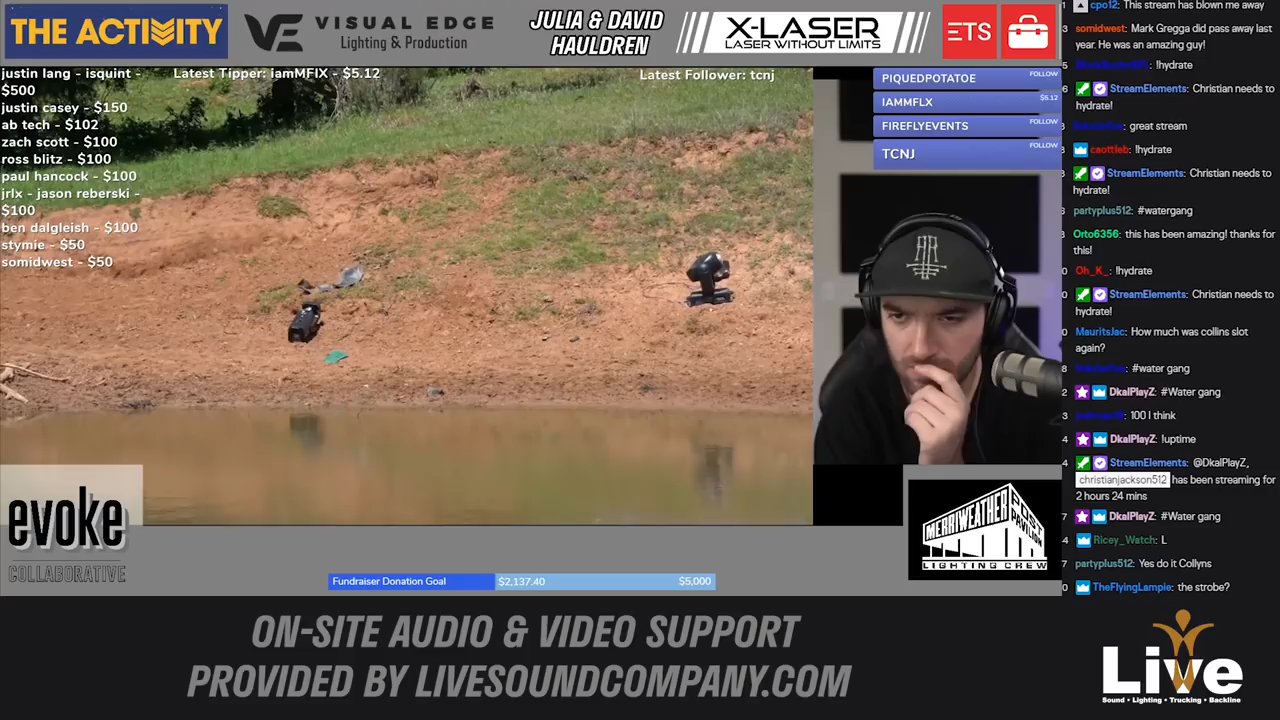 THE ACTIVITY
VE VISUAL EDGE
Lighting & Production
JULIA & DAVID
HAULDREN
X-LASER
LASER WITHOUT LIMITS
ETS
justin lang - isquint -
$500
justin casey - $150
ab tech - $102
zach scott - $100
ross blitz - $100
paul hancock - $100
jrlx - jason reberski -
$100
ben dalgleish - $100
stymie - $50
somidwest - $50
Latest Tipper: iamMFlX - $5.12
Latest Follower: tcnj
PIQUEDPOTATOE FOLLOW
IAMMFLX $5.12
FIREFLYEVENTS FOLLOW
TCNJ FOLLOW
evoke
COLLABORATIVE
MERRIWEATHER
POST
PAVILION
LIGHTING CREW
Fundraiser Donation Goal $2,137.40 $5,000
ON-SITE AUDIO & VIDEO SUPPORT
PROVIDED BY LIVESOUNDCOMPANY.COM
cpo12: This stream has blown me away
somidwest: Mark Gregga did pass away last
year. He was an amazing guy!
: !hydrate
StreamElements: Christian needs to
hydrate!
: great stream
caottleb: !hydrate
StreamElements: Christian needs to
hydrate!
partyplus512: #watergang
Orto6356: this has been amazing! thanks for
this!
Oh_K_: !hydrate
StreamElements: Christian needs to
hydrate!
MauritsJac: How much was collins slot
again?
: #water gang
DkalPlayZ: #Water gang
: 100 I think
DkalPlayZ: !uptime
StreamElements: @DkalPlayZ,
christianjackson512 has been streaming for
2 hours 24 mins
DkalPlayZ: #Water gang
Ricey_Watch: L
partyplus512: Yes do it Collyns
TheFlyingLampie: the strobe?
Live
Sound • Lighting • Trucking • Backline